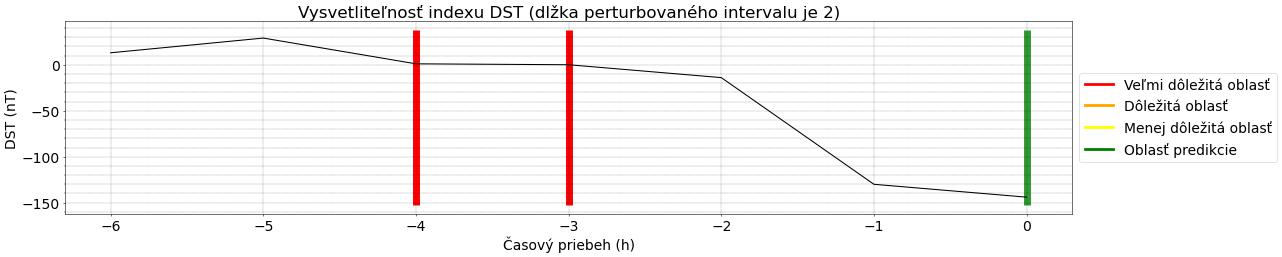 Vysvetliteľnosť indexu DST (dlžka perturbovaného intervalu je 2)
DST (nT)
0
−50
−100
−150
−6 −5 −4 −3 −2 −1 0
Časový priebeh (h)
Veľmi dôležitá oblasť
Dôležitá oblasť
Menej dôležitá oblasť
Oblasť predikcie